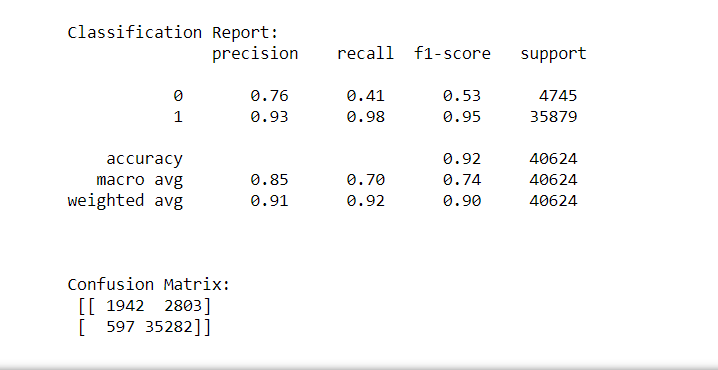 Classification Report:
precision recall f1-score support
0 0.76 0.41 0.53 4745
1 0.93 0.98 0.95 35879
accuracy 0.92 40624
macro avg 0.85 0.70 0.74 40624
weighted avg 0.91 0.92 0.90 40624
Confusion Matrix:
[[ 1942 2803]
[ 597 35282]]